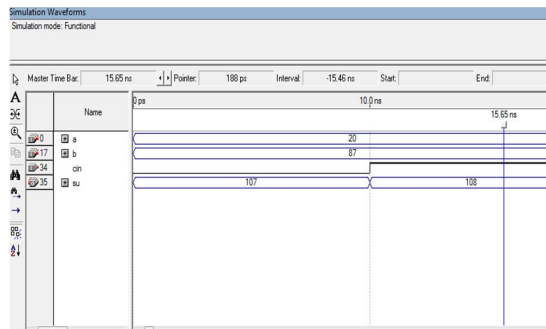 Simulation Waveforms
Simulation mode: Functional
Master Time Bar: 15.65 ns Pointer: 188 ps Interval: -15.46 ns Start: End:
Name
0 ps 10.0 ns
15.65 ns
0 a 20
17 b 87
34 cin
35 su 107 108